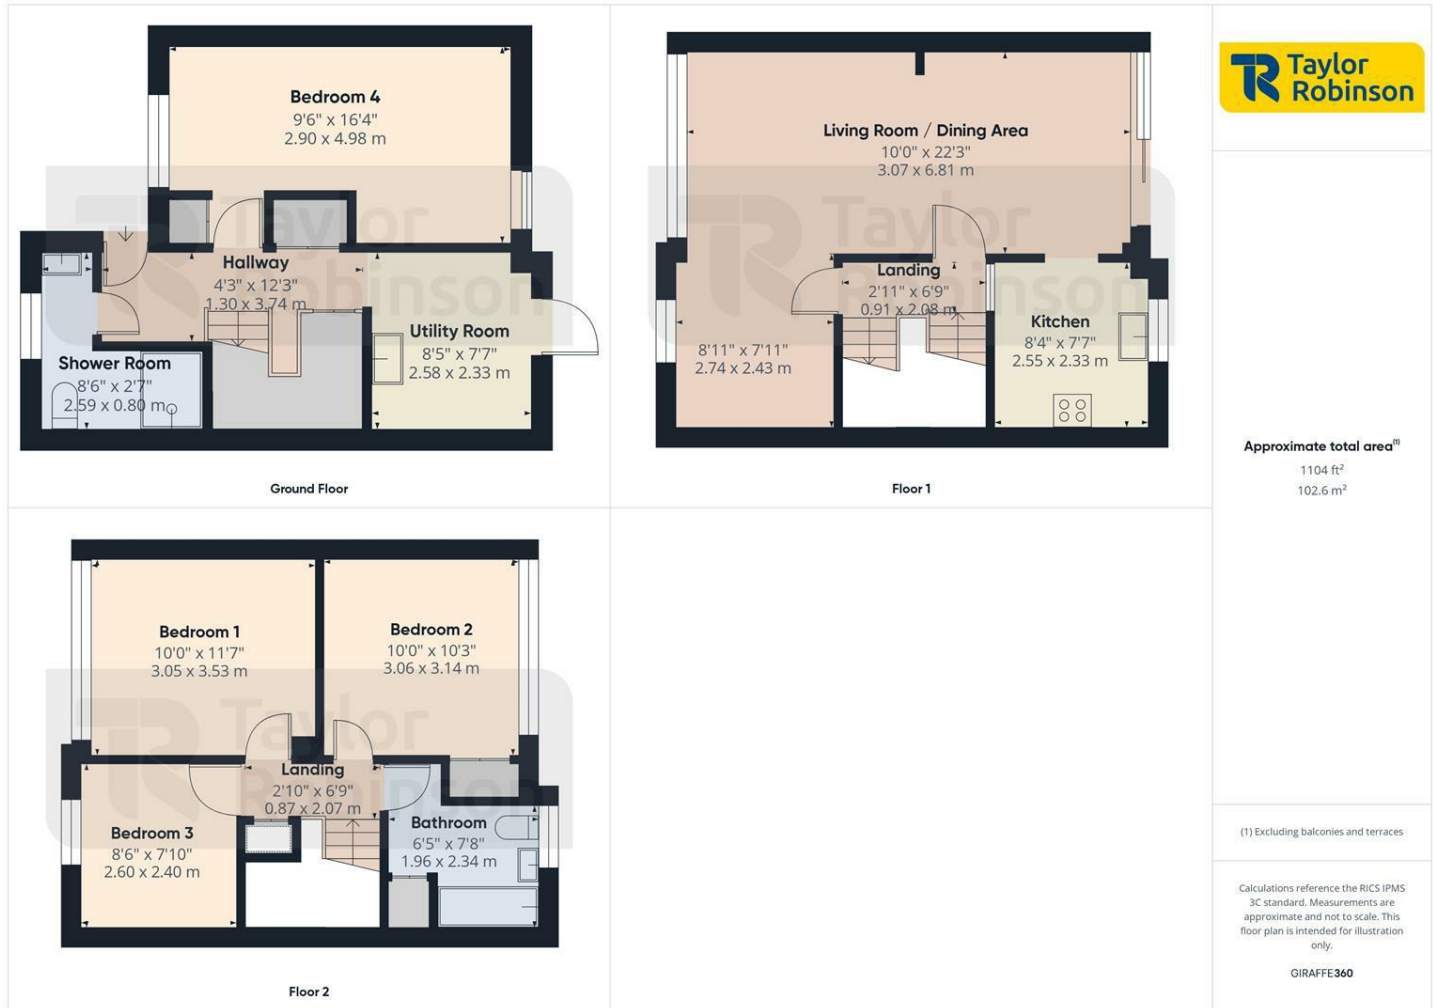 Bedroom 4
9'6" x 16'4"
2.90 x 4.98 m
Hallway
4'3" x 12'3"
1.30 x 3.74 m
Utility Room
8'5" x 7'7"
2.58 x 2.33 m
Shower Room
8'6" x 2'7"
2.59 x 0.80 m
Taylor
Robinson
Ground Floor
Living Room / Dining Area
10'0" x 22'3"
3.07 x 6.81 m
Landing
2'11" x 6'9"
0.91 x 2.08 m
Kitchen
8'4" x 7'7"
2.55 x 2.33 m
8'11" x 7'11"
2.74 x 2.43 m
Taylor
Robinson
Floor 1
Bedroom 1
10'0" x 11'7"
3.05 x 3.53 m
Bedroom 2
10'0" x 10'3"
3.06 x 3.14 m
Landing
2'10" x 6'9"
0.87 x 2.07 m
Bedroom 3
8'6" x 7'10"
2.60 x 2.40 m
Bathroom
6'5" x 7'8"
1.96 x 2.34 m
Taylor
Robinson
Floor 2
TR Taylor
Robinson
Approximate total area(1)
1104 ft²
102.6 m²
(1) Excluding balconies and terraces
Calculations reference the RICS IPMS
3C standard. Measurements are
approximate and not to scale. This
floor plan is intended for illustration
only.
GIRAFFE360